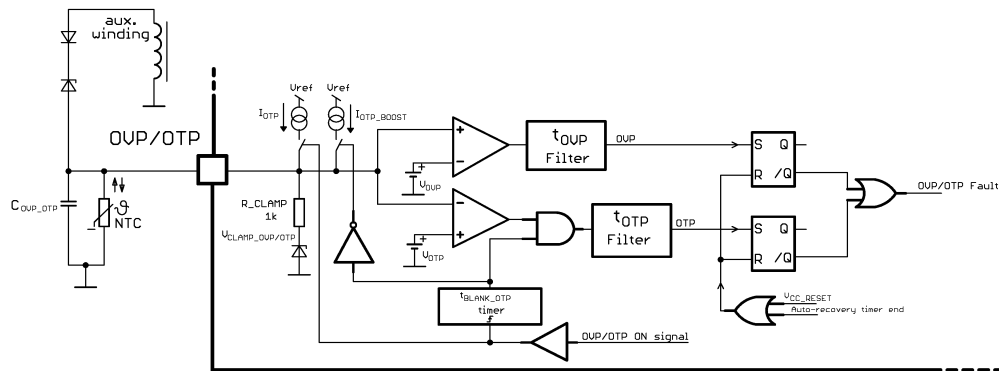 aux.
winding
OVP/OTP
Vref
Vref
IOTP
IOTP_BOOST
COVP_OTP
ϑ
NTC
R_CLAMP
1k
VCLAMP_OVP/OTP
+
−
VOVP
−
+
VOTP
tOVP
Filter
OVP
tOTP
Filter
OTP
tBLANK_OTP
timer
OVP/OTP ON signal
S Q
R /Q
S Q
R /Q
OVP/OTP Fault
VCC_RESET
Auto-recovery timer end